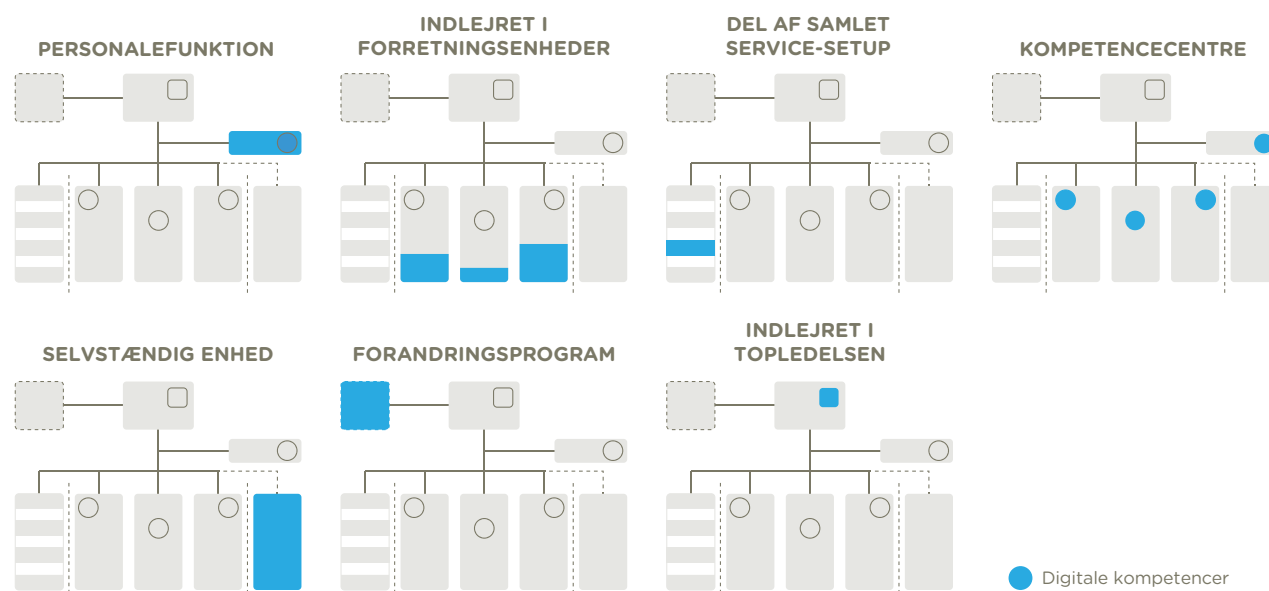 PERSONALEFUNKTION
INDLEJRET I
FORRETNINGSENHEDER
DEL AF SAMLET
SERVICE-SETUP
KOMPETENCECENTRE
SELVSTÆNDIG ENHED
FORANDRINGSPROGRAM
INDLEJRET I
TOPLEDELSEN
Digitale kompetencer